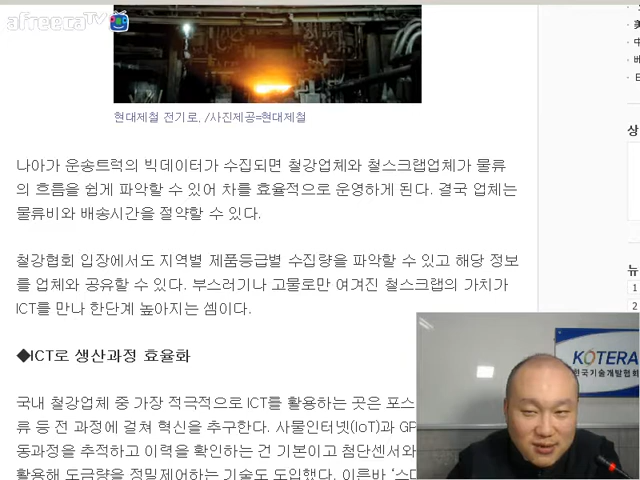 afreecaTV
현대제철 전기로. /사진제공=현대제철
나아가 운송트럭의 빅데이터가 수집되면 철강업체와 철스크랩업체가 물류
의 흐름을 쉽게 파악할 수 있어 차를 효율적으로 운영하게 된다. 결국 업체는
물류비와 배송시간을 절약할 수 있다.
철강협회 입장에서도 지역별 제품등급별 수집량을 파악할 수 있고 해당 정보
를 업체와 공유할 수 있다. 부스러기나 고물로만 여겨진 철스크랩의 가치가
ICT를 만나 한단계 높아지는 셈이다.
◆ICT로 생산과정 효율화
국내 철강업체 중 가장 적극적으로 ICT를 활용하는 곳은 포스
류 등 전 과정에 걸쳐 혁신을 추구한다. 사물인터넷(IoT)과 GP
동과정을 추적하고 이력을 확인하는 건 기본이고 첨단센서와
활용해 도금량을 정밀제어하는 기술도 도입했다. 이른바 '스마
KOTERA
한국기술개발협회
상
뉴
1
2